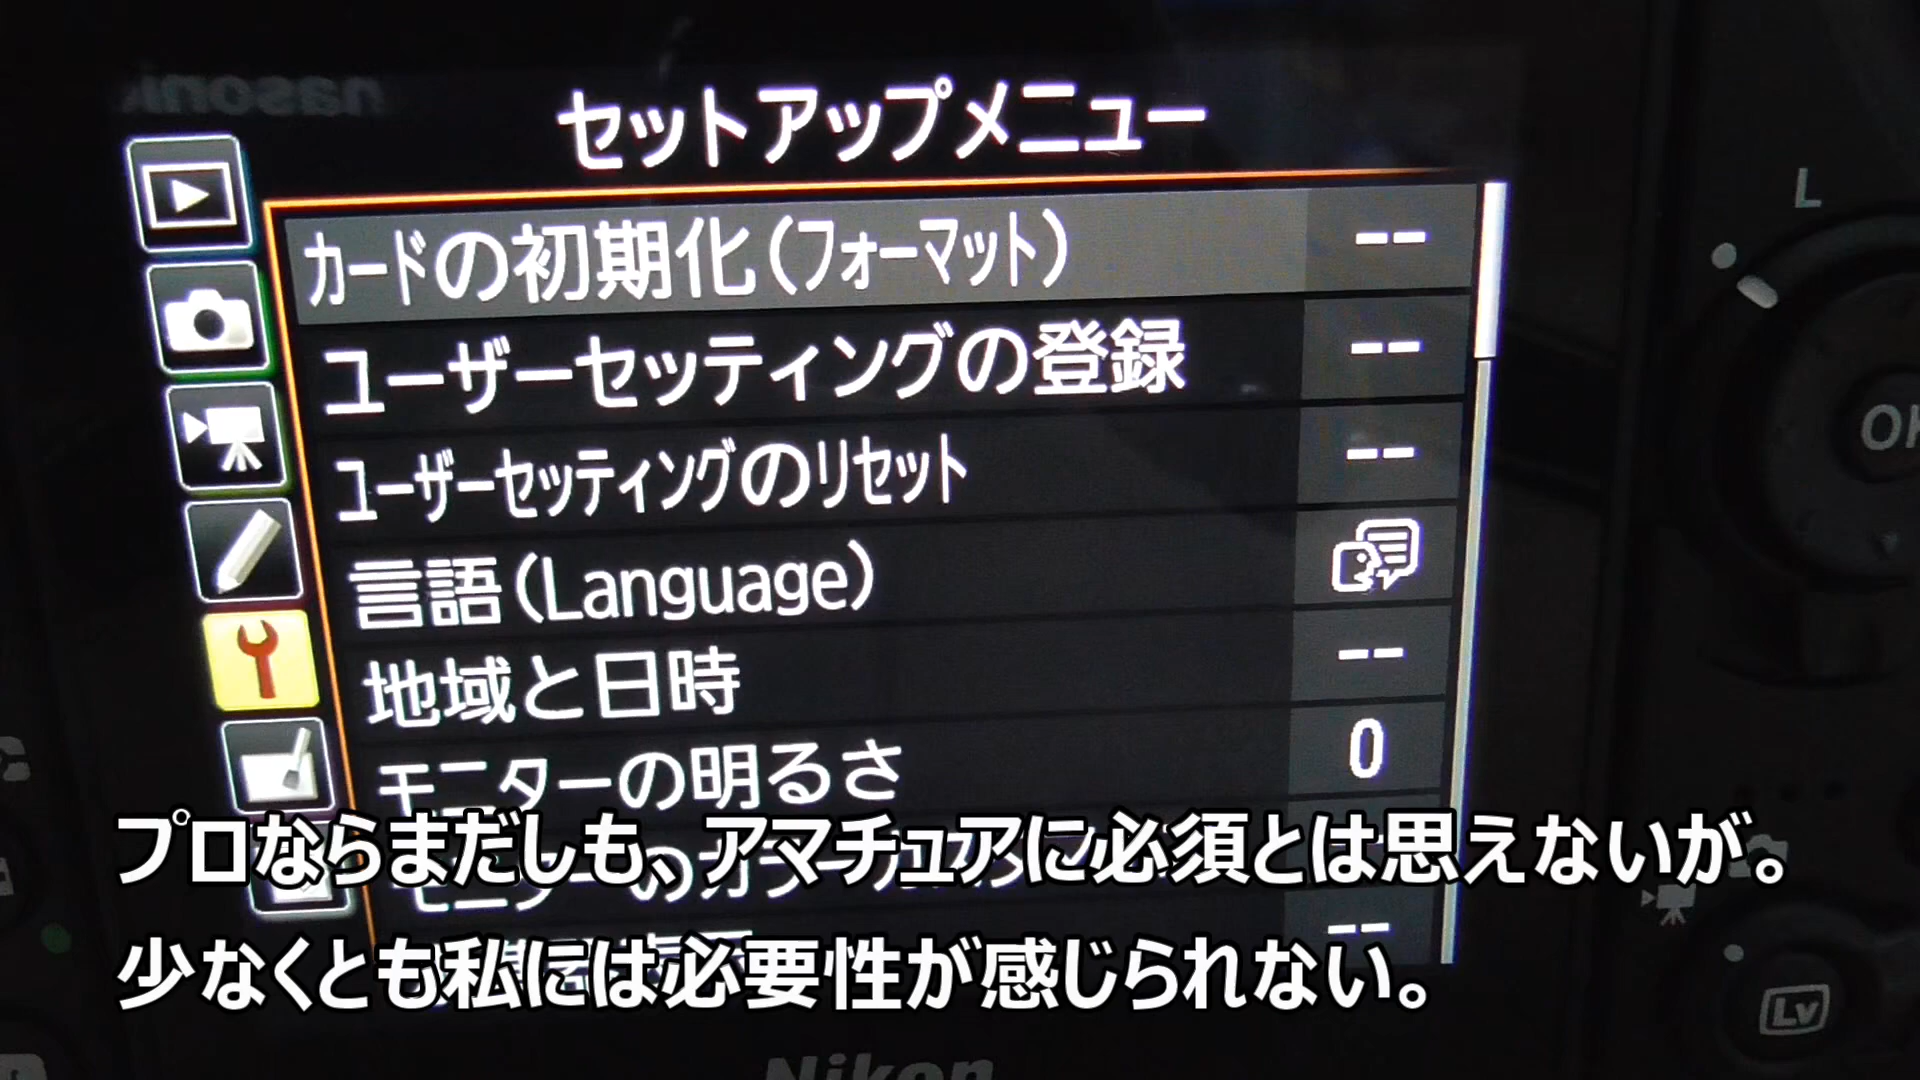 セットアップメニュー
カードの初期化(フォーマット) --
ユーザーセッティングの登録 --
ユーザーセッティングのリセット --
言語(Language)
地域と日時 --
モニターの明るさ 0
プロならまだしも、アマチュアに必須とは思えないが。
少なくとも私には必要性が感じられない。
--
L
OK
Lv
Nikon